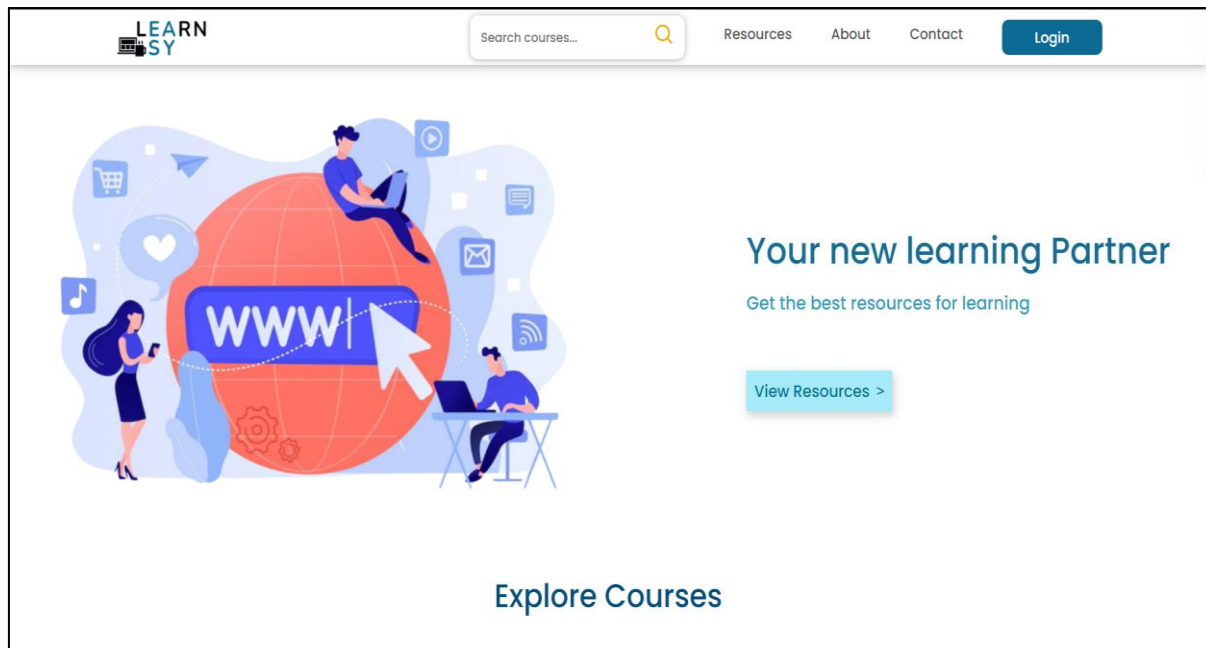 LEARN
SY
Search courses...
Resources
About
Contact
Login
WWW
Your new learning Partner
Get the best resources for learning
View Resources >
Explore Courses